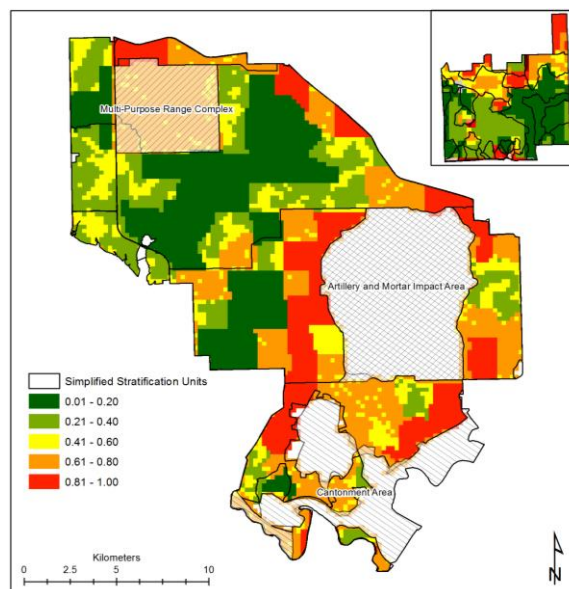 Multi-Purpose Range Complex
Artillery and Mortar Impact Area
Simplified Stratification Units
0.01 - 0.20
0.21 - 0.40
0.41 - 0.60
0.61 - 0.80
0.81 - 1.00
Cantonment Area
Kilometers
0 2.5 5 10
N